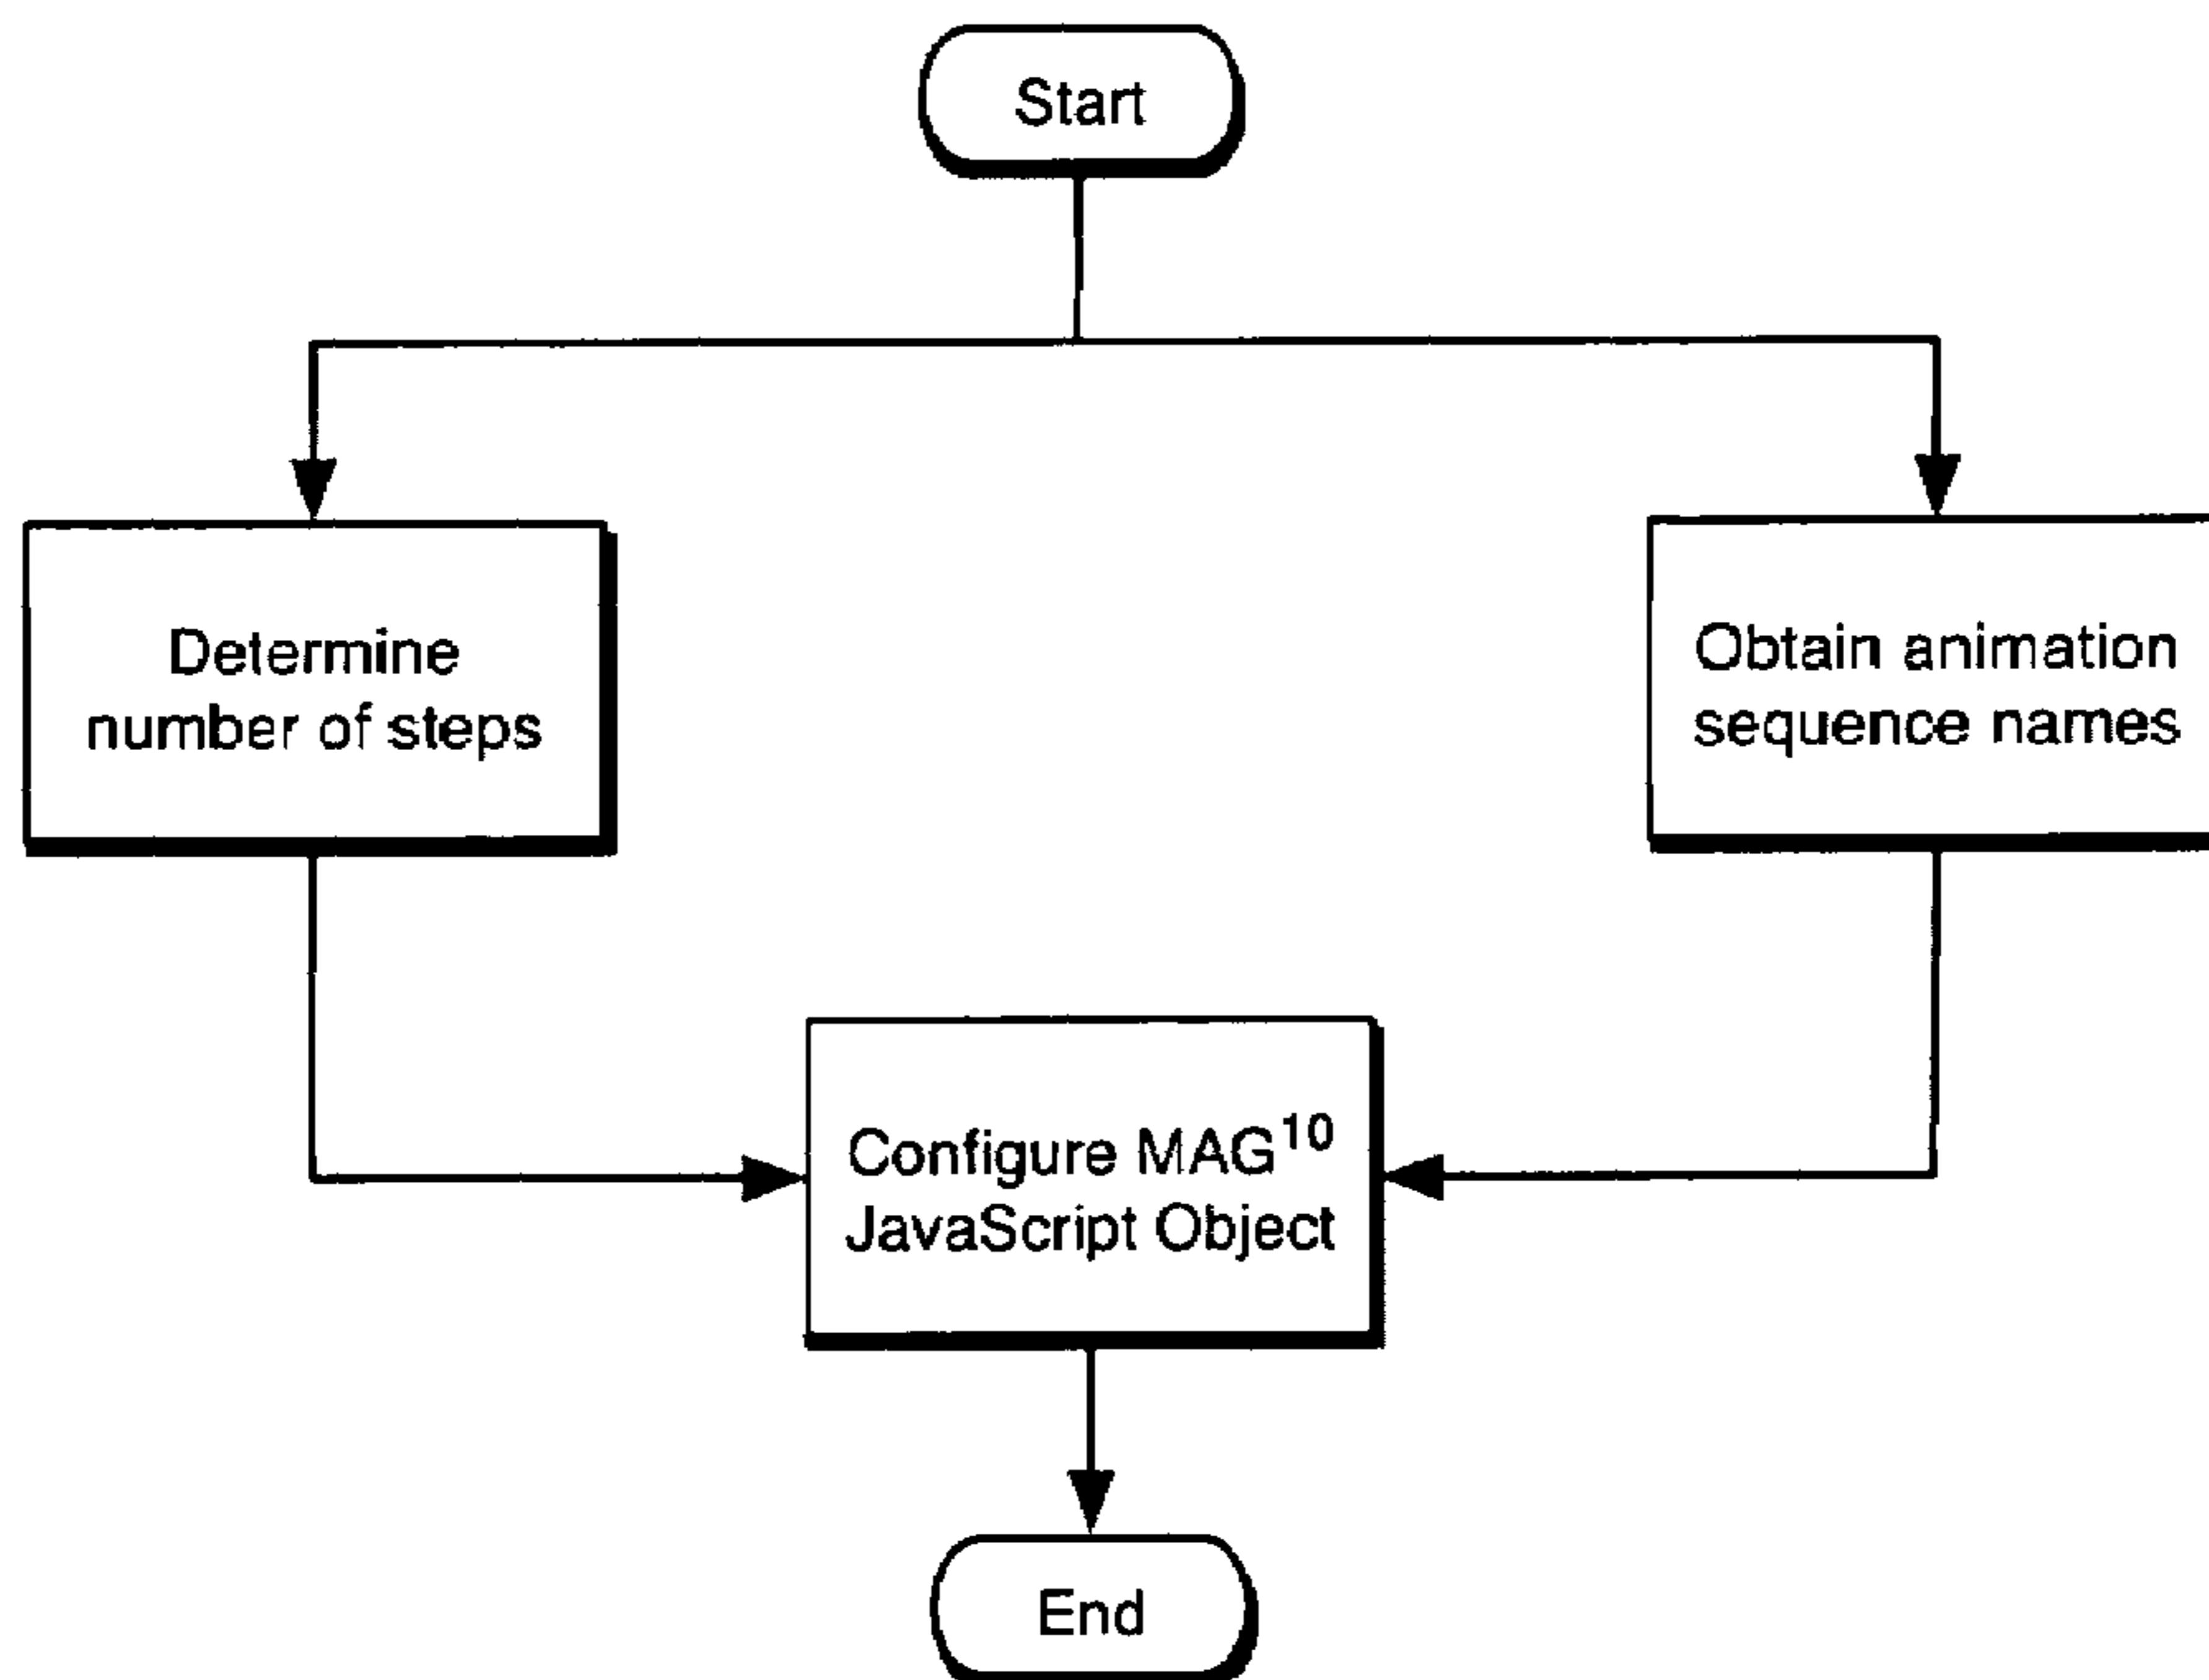 Start
Determine
number of steps
Obtain animation
sequence names
Configure MAG¹⁰
JavaScript Object
End